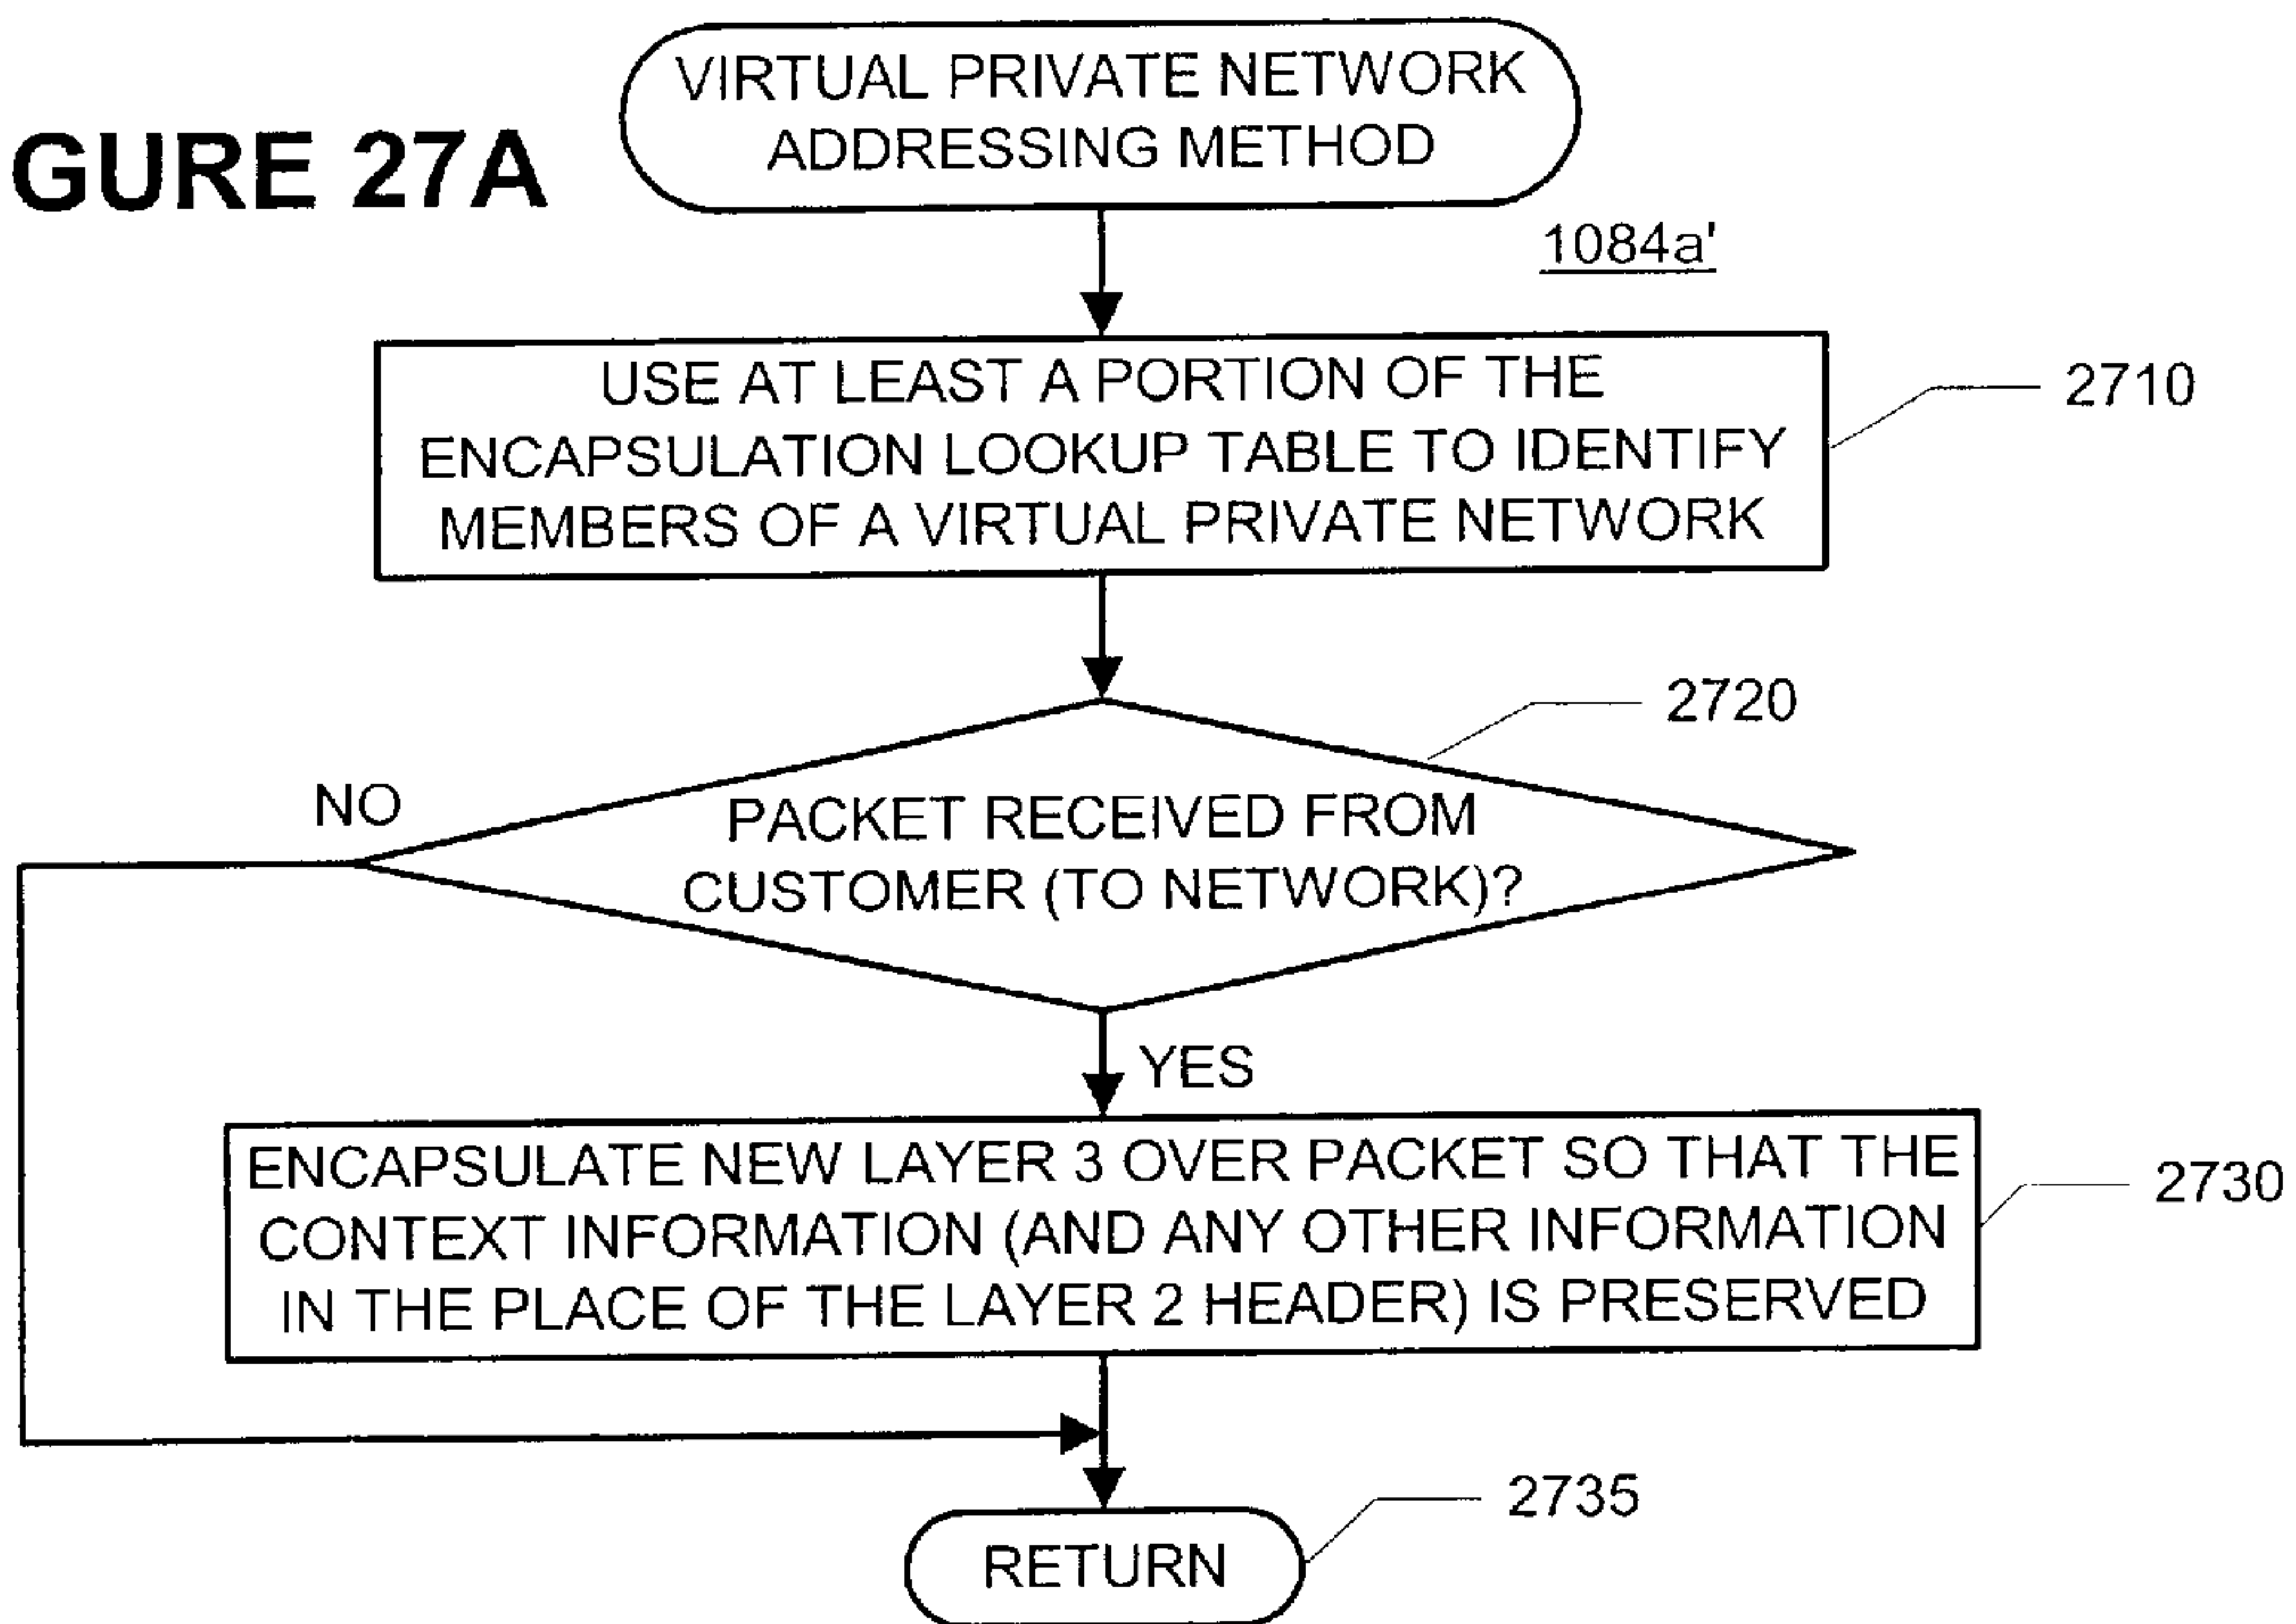 GURE 27A
VIRTUAL PRIVATE NETWORK
ADDRESSING METHOD
1084a'
USE AT LEAST A PORTION OF THE
ENCAPSULATION LOOKUP TABLE TO IDENTIFY
MEMBERS OF A VIRTUAL PRIVATE NETWORK
2710
2720
NO
PACKET RECEIVED FROM
CUSTOMER (TO NETWORK)?
YES
ENCAPSULATE NEW LAYER 3 OVER PACKET SO THAT THE
CONTEXT INFORMATION (AND ANY OTHER INFORMATION
IN THE PLACE OF THE LAYER 2 HEADER) IS PRESERVED
2730
2735
RETURN